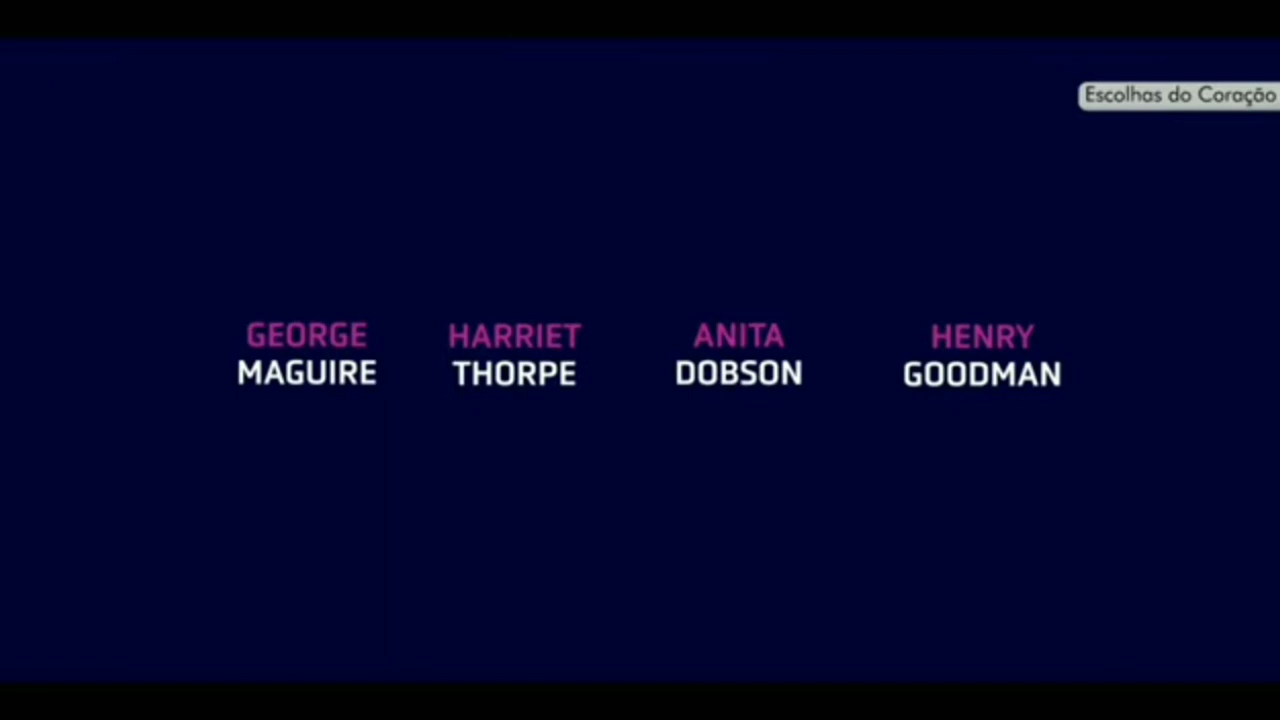 Escolhas do Coração
GEORGE MAGUIRE
HARRIET THORPE
ANITA DOBSON
HENRY GOODMAN